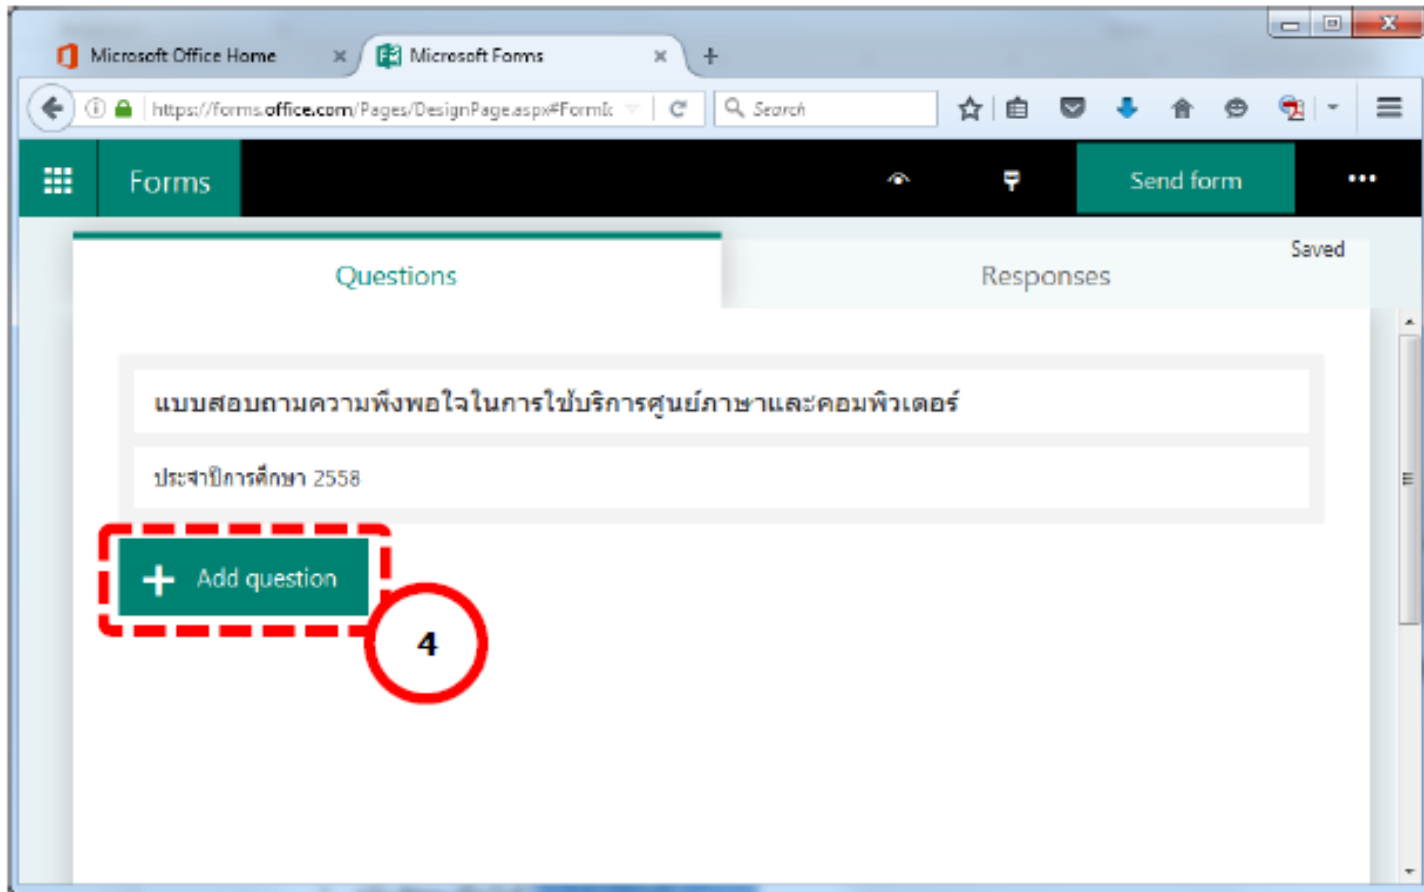 Microsoft Office Home
Microsoft Forms
https://forms.office.com/Pages/DesignPage.aspx#FormId
Search
Forms
Send form
Saved
Questions
Responses
แบบสอบถามความพึงพอใจในการใช้บริการศูนย์ภาษาและคอมพิวเตอร์
ประจำปีการศึกษา 2558
Add question
4